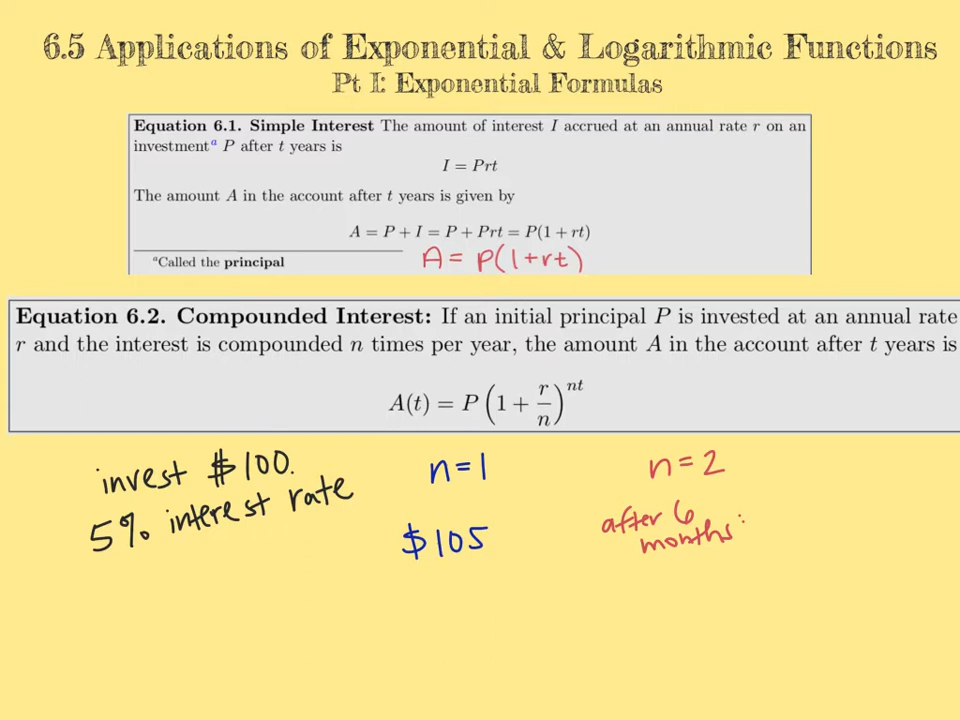 6.5 Applications of Exponential & Logarithmic Functions
Pt I: Exponential Formulas
Equation 6.1. Simple Interest The amount of interest I accrued at an annual rate r on an
investmentᵃ P after t years is
I = Prt
The amount A in the account after t years is given by
A = P + I = P + Prt = P(1 + rt)
ᵃCalled the principal
A = P(1+rt)
Equation 6.2. Compounded Interest: If an initial principal P is invested at an annual rate
r and the interest is compounded n times per year, the amount A in the account after t years is
A(t) = P(1 + r/n)^nt
invest $100.
5% interest rate
n=1
$105
n=2
after 6
months: